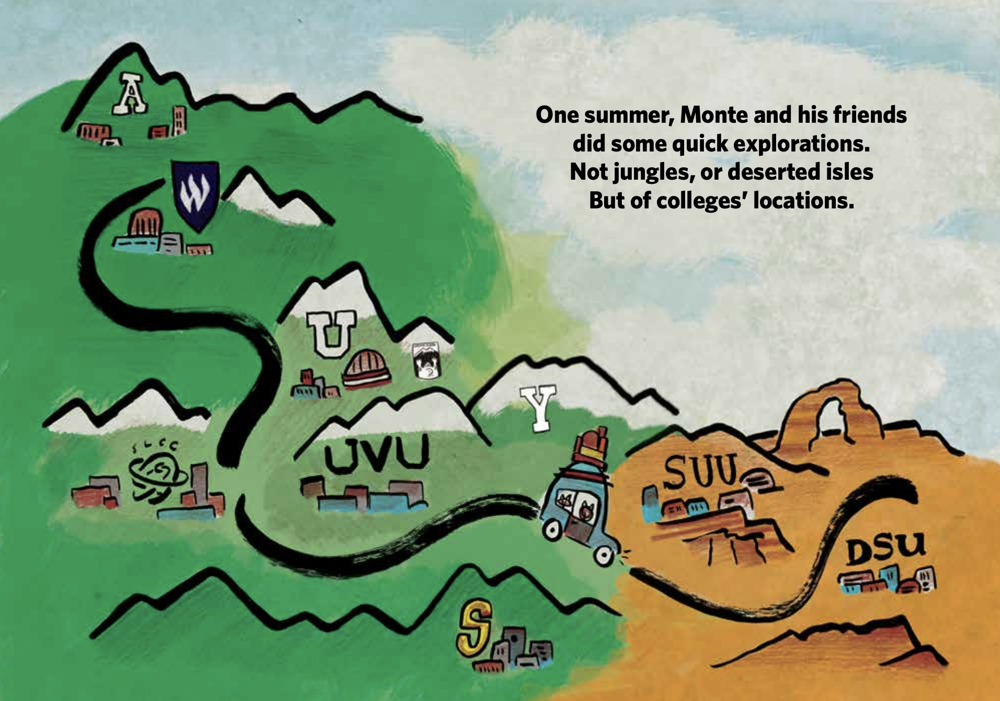 A
One summer, Monte and his friends
did some quick explorations.
Not jungles, or deserted isles
But of colleges’ locations.
W
U
Y
SLCC
UVU
SUU
DSU
S